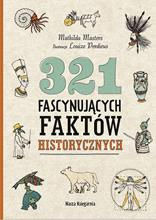 Mathilda Masters
Ilustracje Louize Perdieus
321
FASCYNUJĄCYCH
FAKTÓW
HISTORYCZNYCH
Nasza Księgarnia